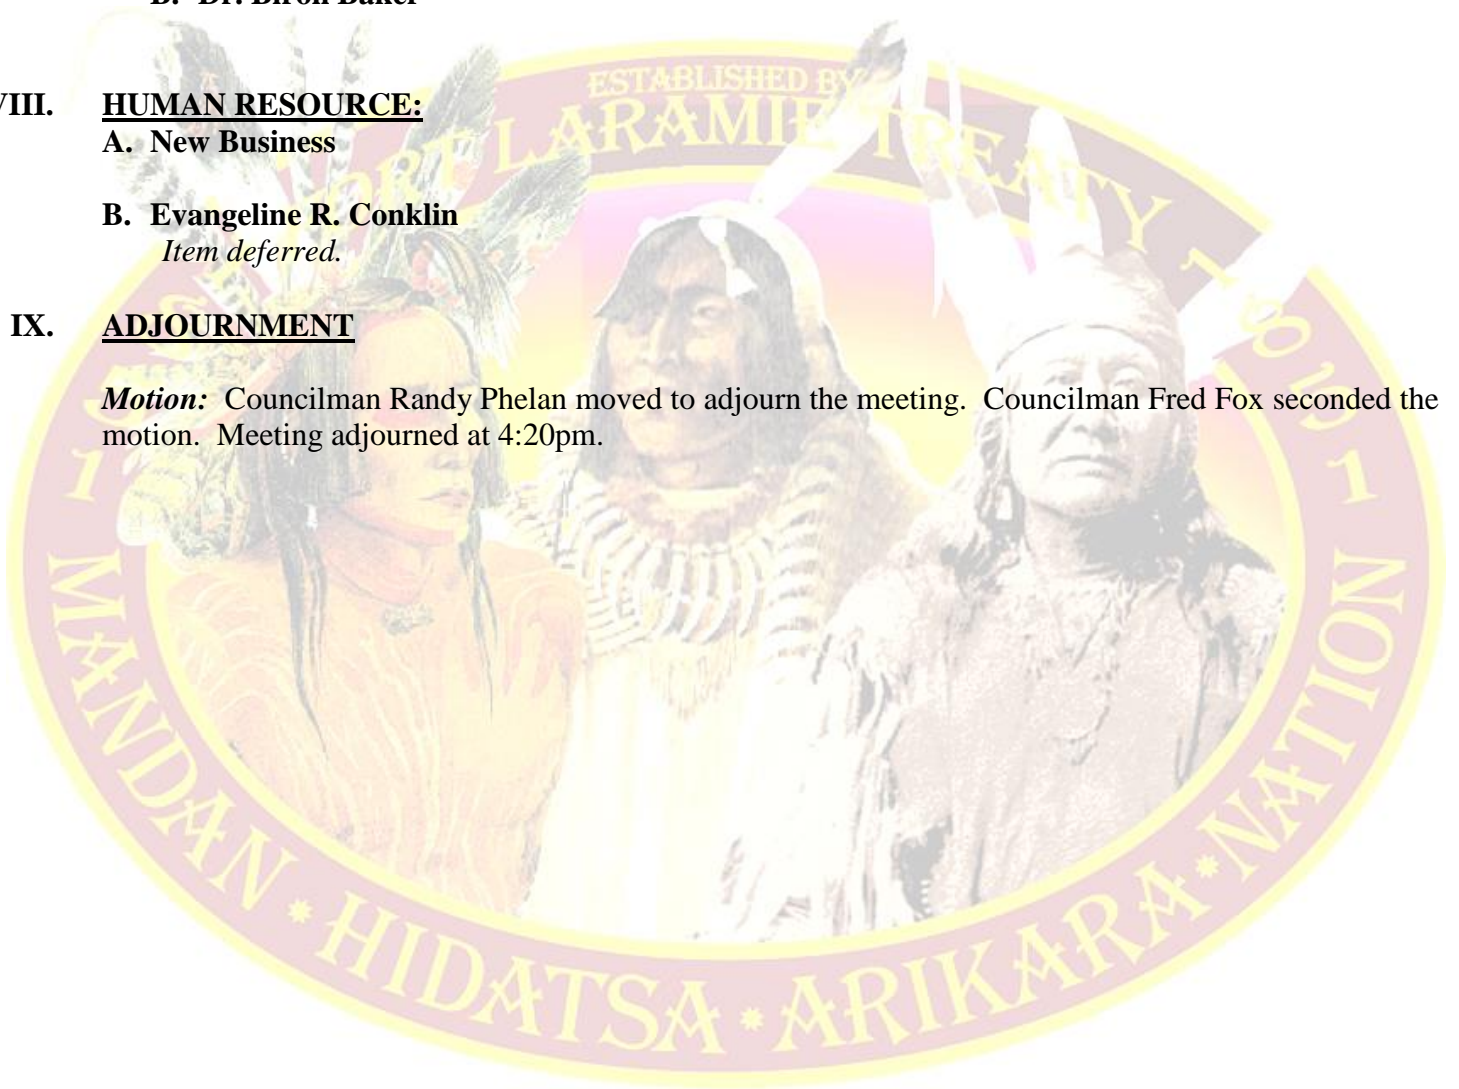 B. Dr. Biron Baker
VIII. HUMAN RESOURCE:
A. New Business
B. Evangeline R. Conklin
Item deferred.
IX. ADJOURNMENT
Motion: Councilman Randy Phelan moved to adjourn the meeting. Councilman Fred Fox seconded the
motion. Meeting adjourned at 4:20pm.
ESTABLISHED BY
LARAMIE TREATY 1851
MANDAN * HIDATSA * ARIKARA * NATION